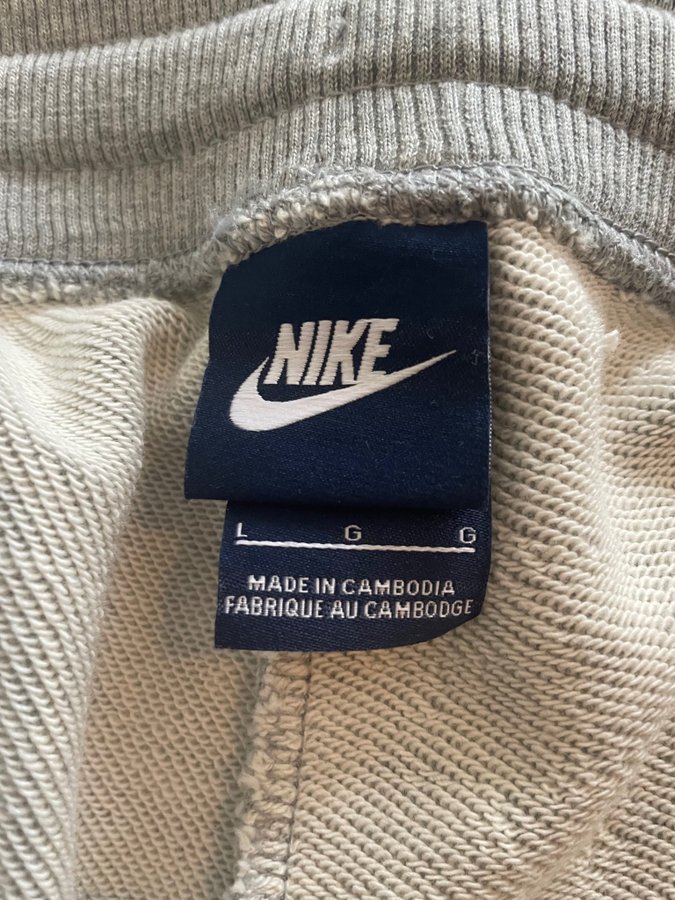 NIKE
L G G
MADE IN CAMBODIA
FABRIQUE AU CAMBODGE